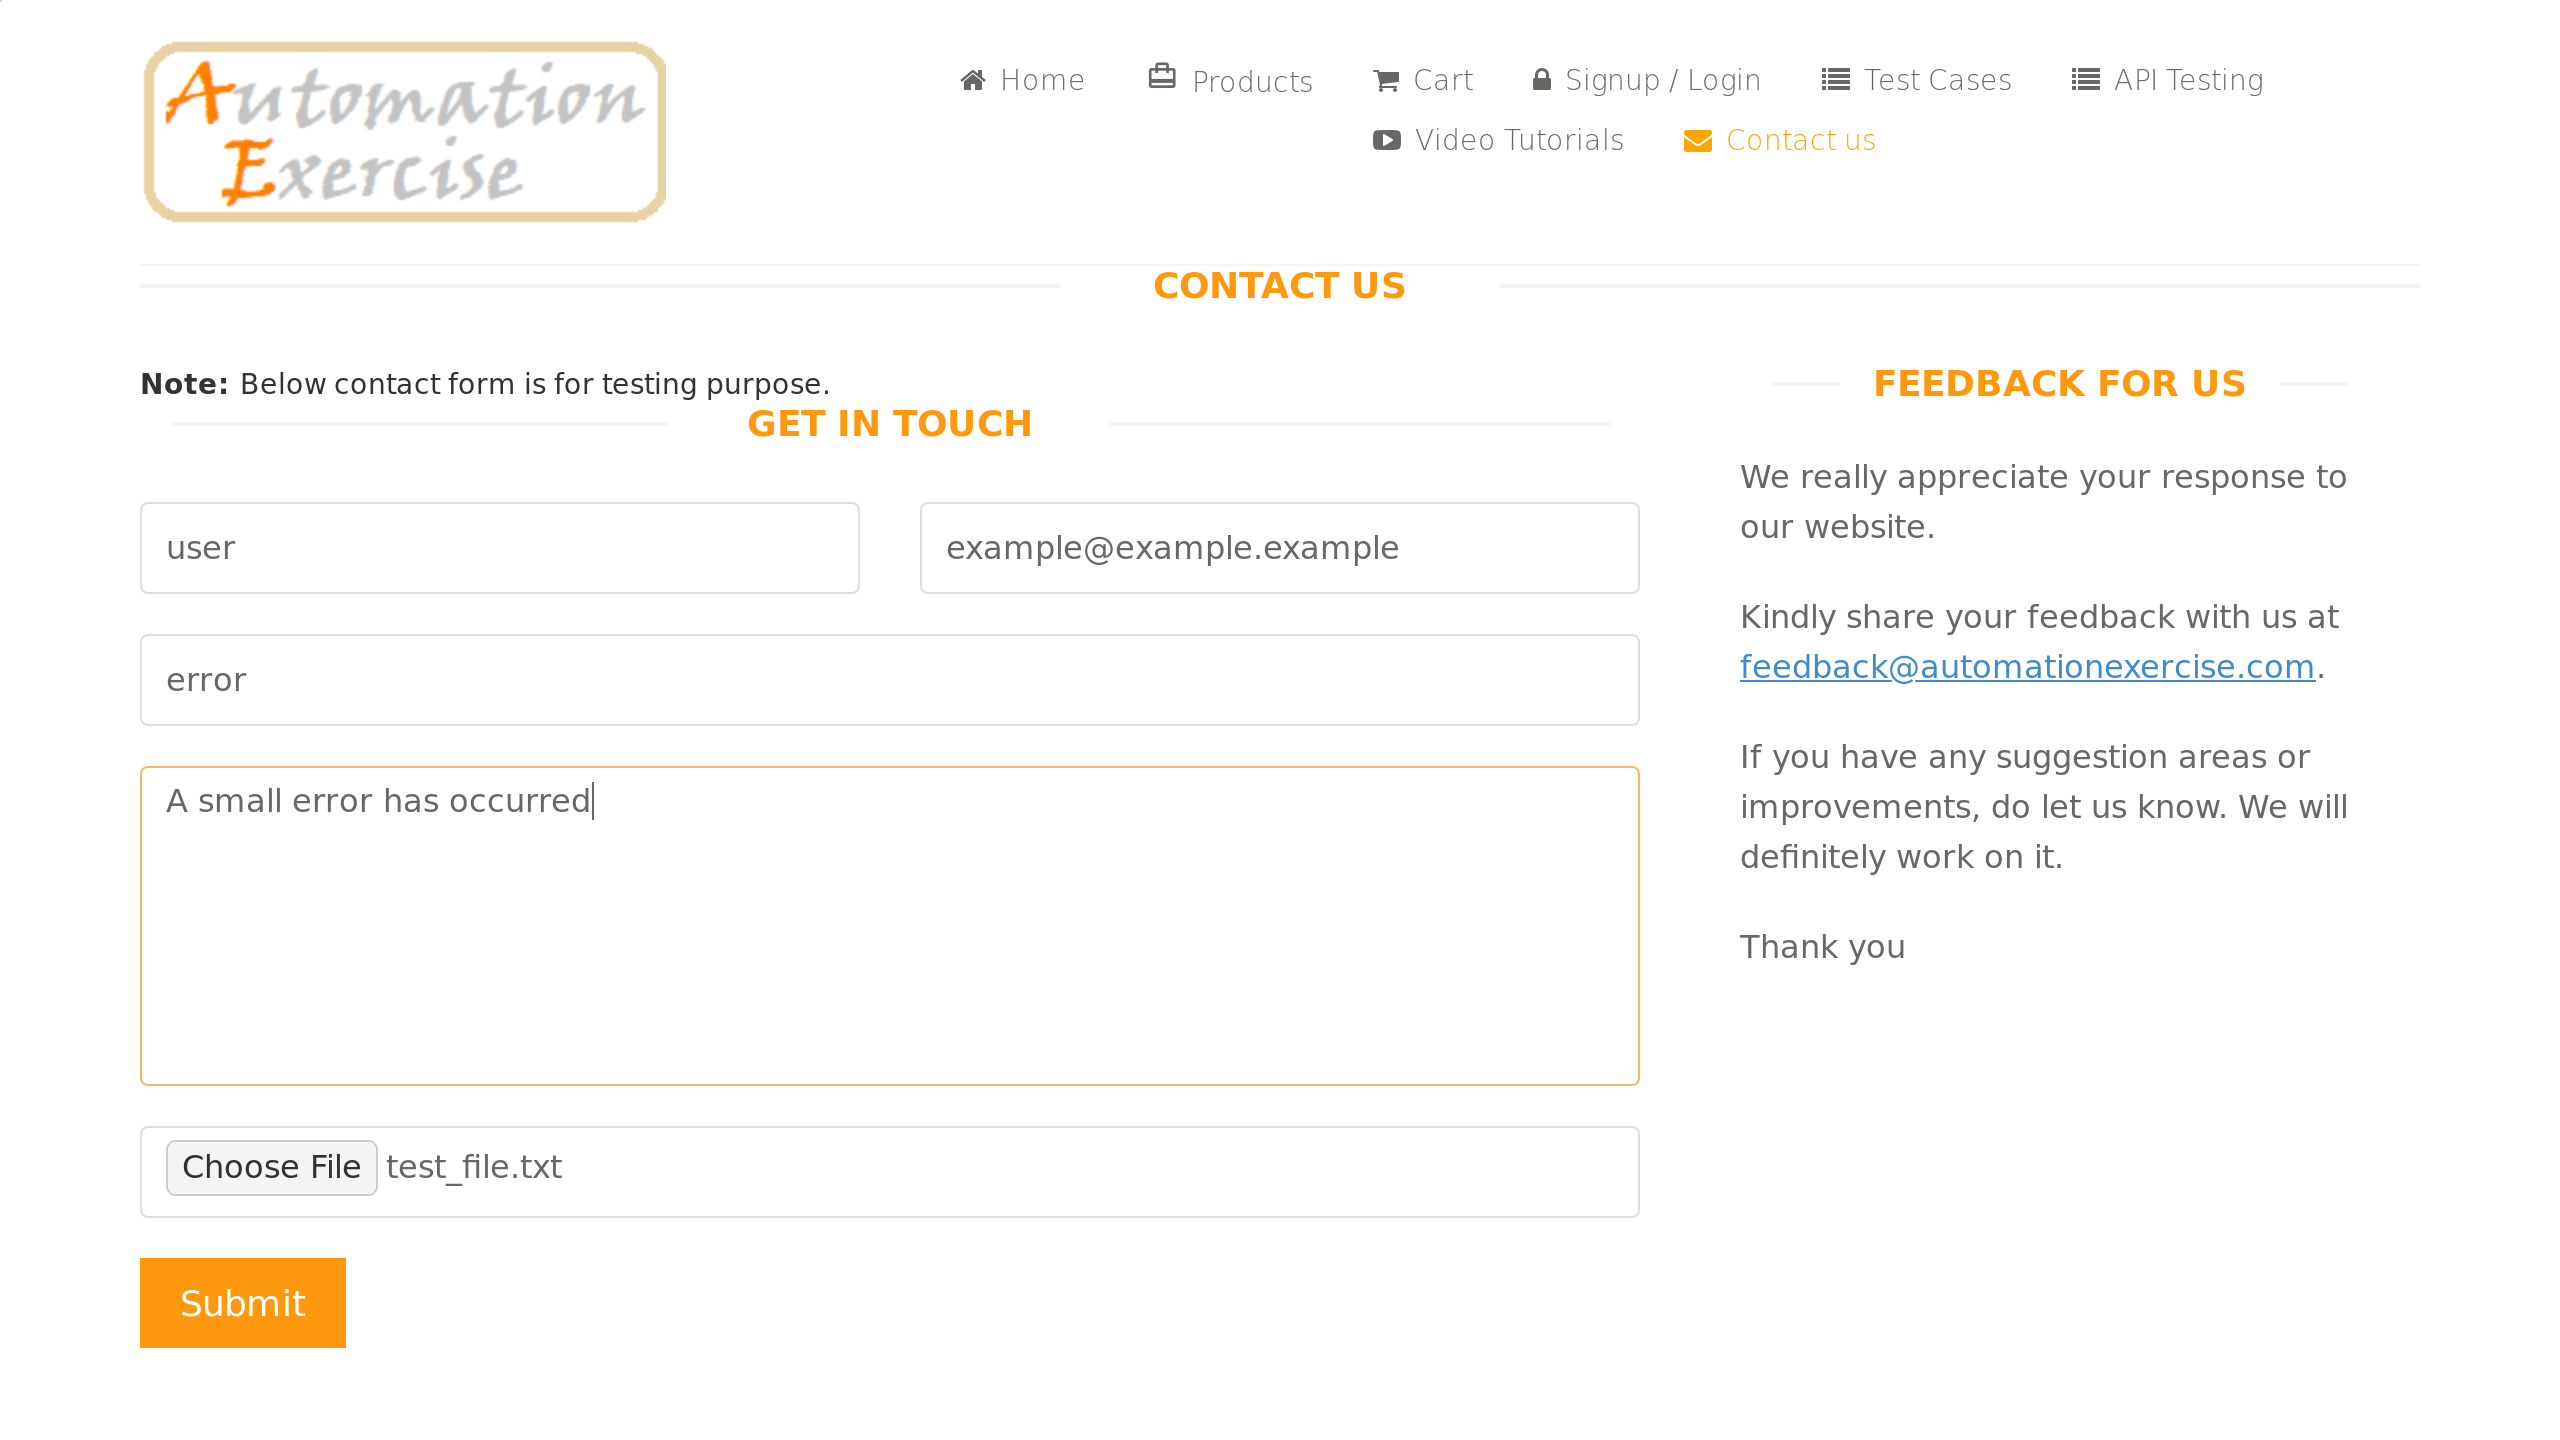 Automation
Exercise
Home
Products
Cart
Signup / Login
Test Cases
API Testing
Video Tutorials
Contact us
CONTACT US
Note: Below contact form is for testing purpose.
GET IN TOUCH
user
example@example.example
error
A small error has occurred
Choose File test_file.txt
Submit
FEEDBACK FOR US
We really appreciate your response to
our website.
Kindly share your feedback with us at
feedback@automationexercise.com.
If you have any suggestion areas or
improvements, do let us know. We will
definitely work on it.
Thank you